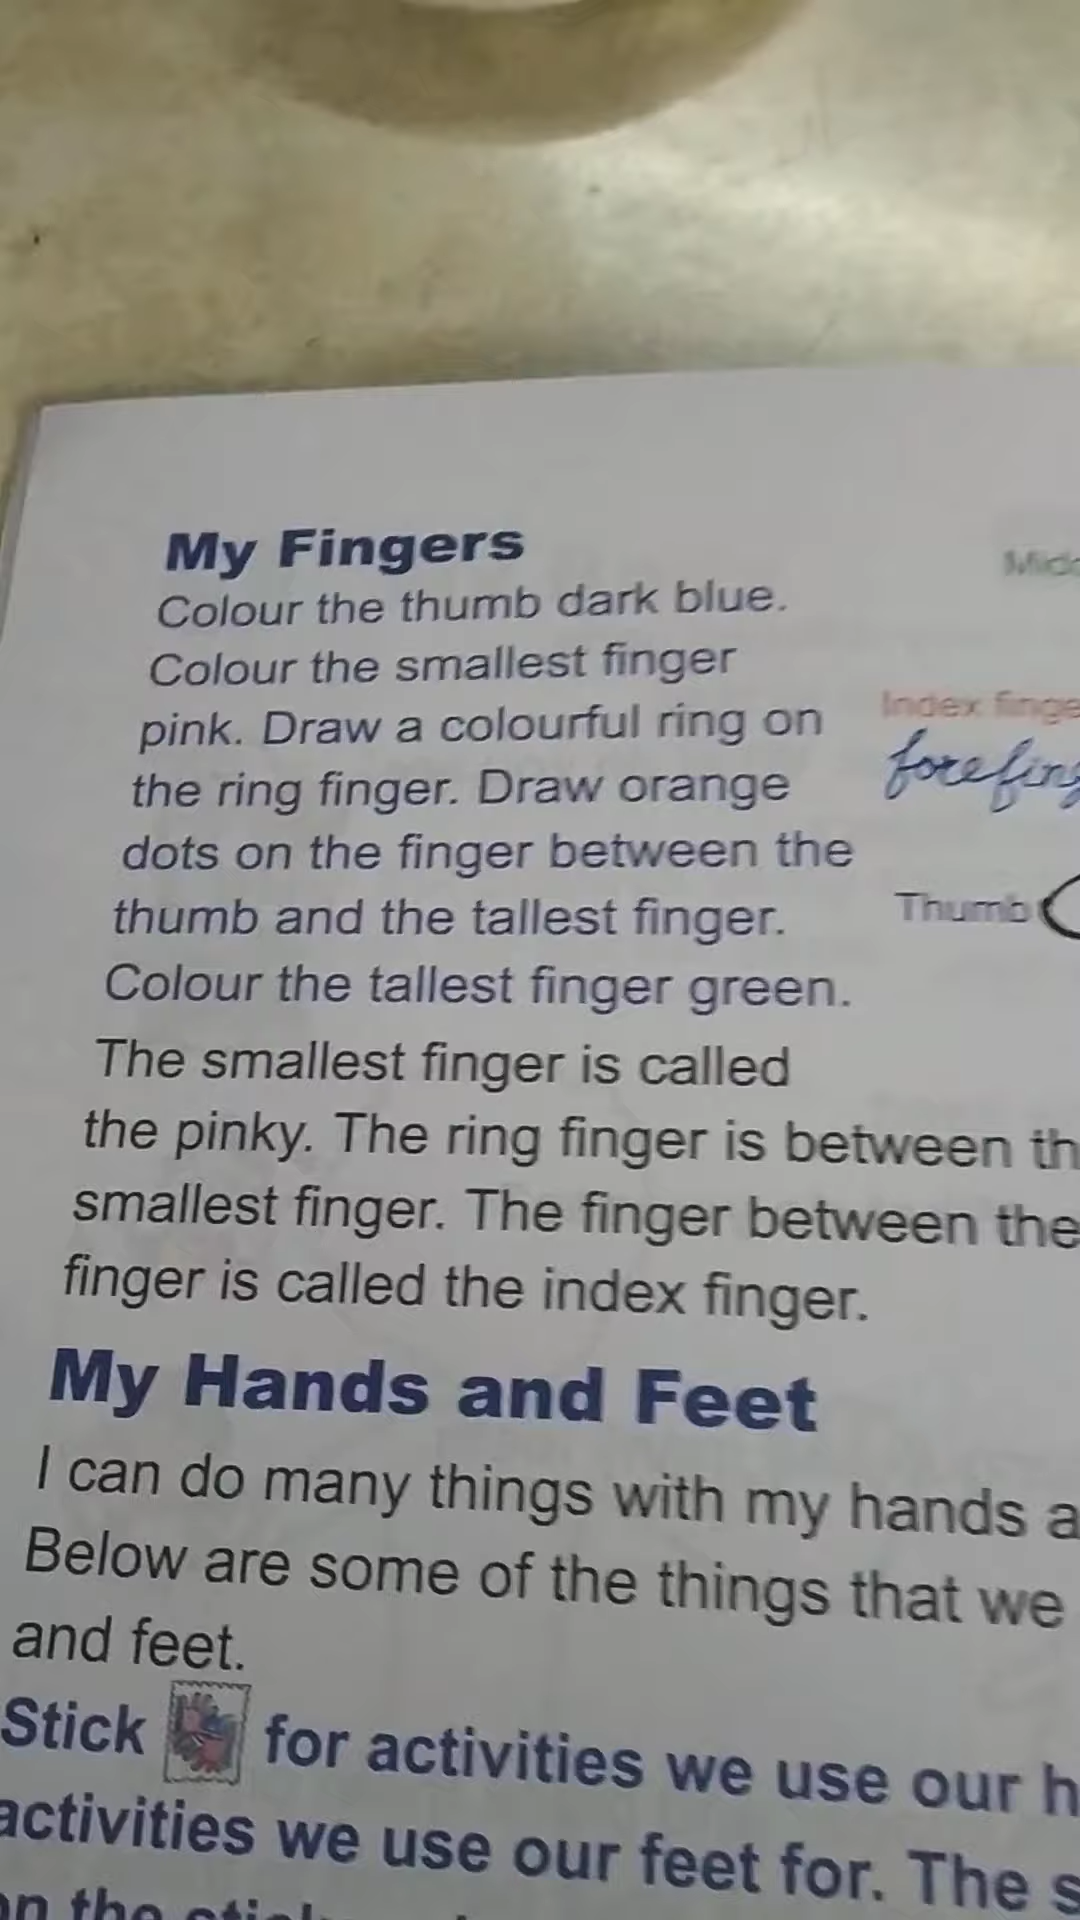 My Fingers
Colour the thumb dark blue.
Colour the smallest finger
pink. Draw a colourful ring on
the ring finger. Draw orange
dots on the finger between the
thumb and the tallest finger.
Colour the tallest finger green.
Index finge
forefing
Thumb
The smallest finger is called
the pinky. The ring finger is between th
smallest finger. The finger between the
finger is called the index finger.
My Hands and Feet
I can do many things with my hands a
Below are some of the things that we
and feet.
Stick for activities we use our h
activities we use our feet for. The s
on the